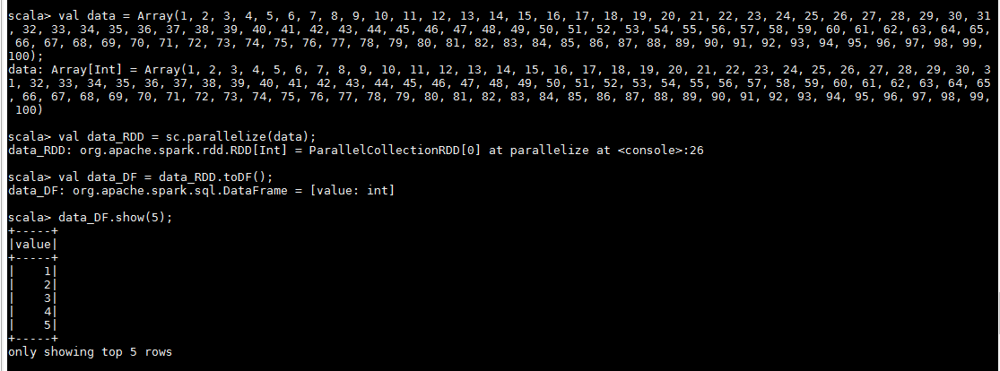 scala> val data = Array(1, 2, 3, 4, 5, 6, 7, 8, 9, 10, 11, 12, 13, 14, 15, 16, 17, 18, 19, 20, 21, 22, 23, 24, 25, 26, 27, 28, 29, 30, 31
, 32, 33, 34, 35, 36, 37, 38, 39, 40, 41, 42, 43, 44, 45, 46, 47, 48, 49, 50, 51, 52, 53, 54, 55, 56, 57, 58, 59, 60, 61, 62, 63, 64, 65,
 66, 67, 68, 69, 70, 71, 72, 73, 74, 75, 76, 77, 78, 79, 80, 81, 82, 83, 84, 85, 86, 87, 88, 89, 90, 91, 92, 93, 94, 95, 96, 97, 98, 99,
100);
data: Array[Int] = Array(1, 2, 3, 4, 5, 6, 7, 8, 9, 10, 11, 12, 13, 14, 15, 16, 17, 18, 19, 20, 21, 22, 23, 24, 25, 26, 27, 28, 29, 30, 3
1, 32, 33, 34, 35, 36, 37, 38, 39, 40, 41, 42, 43, 44, 45, 46, 47, 48, 49, 50, 51, 52, 53, 54, 55, 56, 57, 58, 59, 60, 61, 62, 63, 64, 65
, 66, 67, 68, 69, 70, 71, 72, 73, 74, 75, 76, 77, 78, 79, 80, 81, 82, 83, 84, 85, 86, 87, 88, 89, 90, 91, 92, 93, 94, 95, 96, 97, 98, 99,
 100)
scala> val data_RDD = sc.parallelize(data);
data_RDD: org.apache.spark.rdd.RDD[Int] = ParallelCollectionRDD[0] at parallelize at <console>:26
scala> val data_DF = data_RDD.toDF();
data_DF: org.apache.spark.sql.DataFrame = [value: int]
scala> data_DF.show(5);
+-----+
|value|
+-----+
|    1|
|    2|
|    3|
|    4|
|    5|
+-----+
only showing top 5 rows